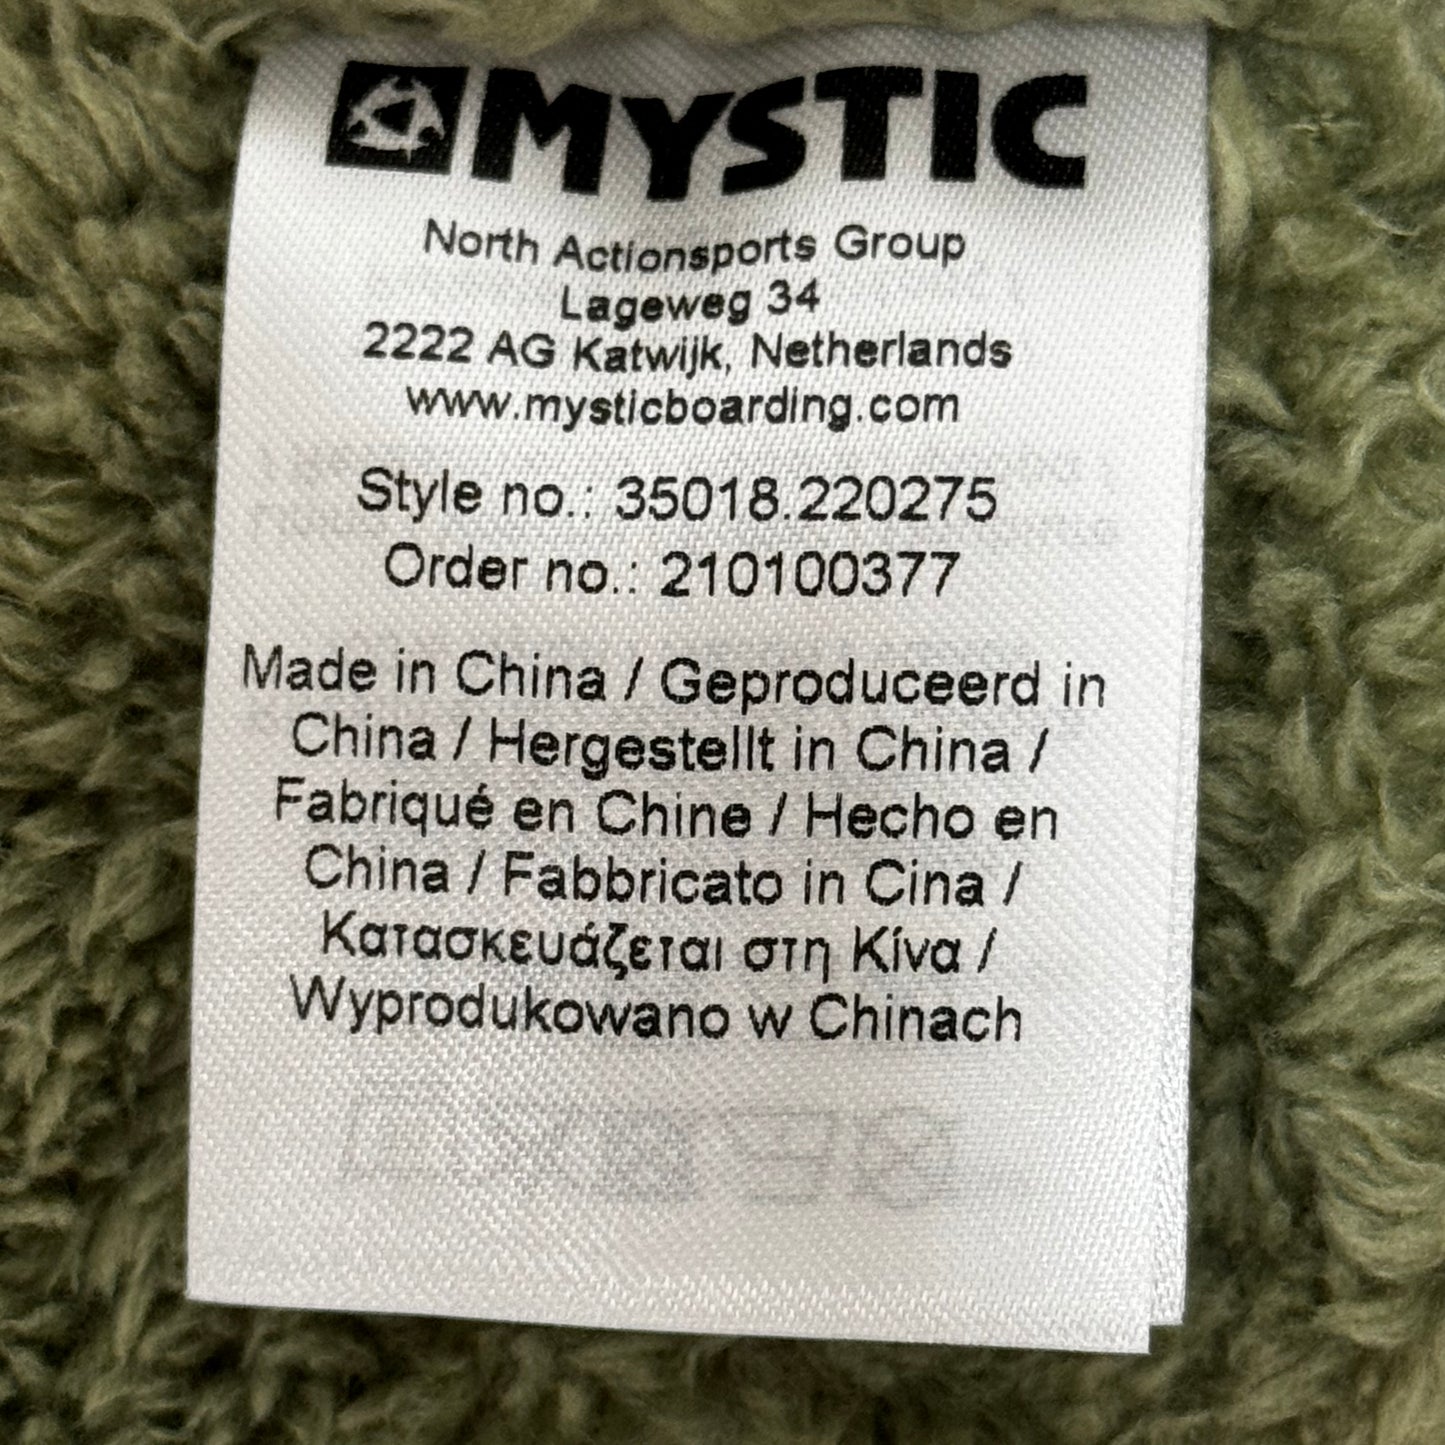 MYSTIC
North Actionsports Group
Lageweg 34
2222 AG Katwijk, Netherlands
www.mysticboarding.com
Style no.: 35018.220275
Order no.: 210100377
Made in China / Geproduceerd in
China / Hergestellt in China /
Fabriqué en Chine / Hecho en
China / Fabbricato in Cina /
Κατασκευάζεται στη Κίνα /
Wyprodukowano w Chinach